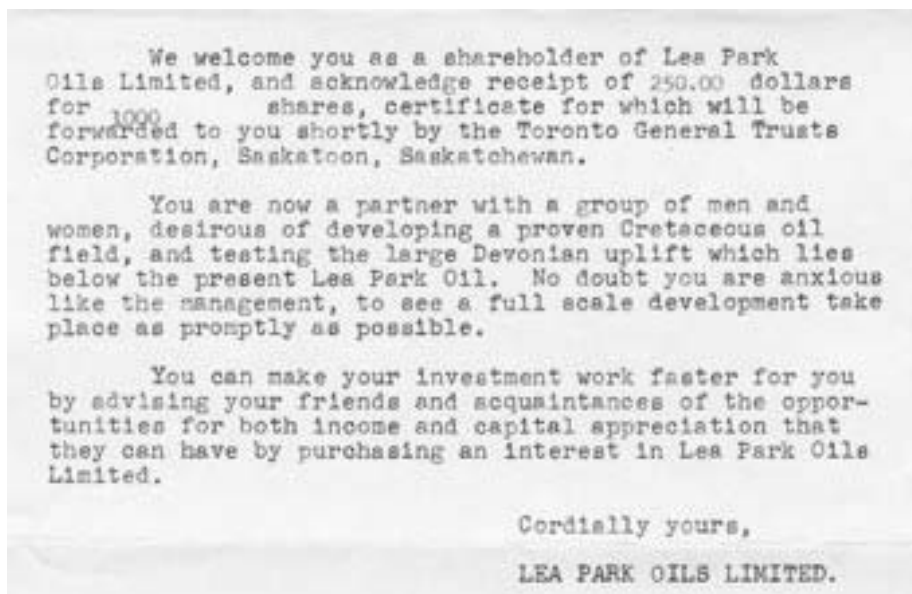 We welcome you as a shareholder of Lea Park
Oils Limited, and acknowledge receipt of 250.00 dollars
for 1000 shares, certificate for which will be
forwarded to you shortly by the Toronto General Trusts
Corporation, Saskatoon, Saskatchewan.
You are now a partner with a group of men and
women, desirous of developing a proven Cretaceous oil
field, and testing the large Devonian uplift which lies
below the present Lea Park Oil. No doubt you are anxious
like the management, to see a full scale development take
place as promptly as possible.
You can make your investment work faster for you
by advising your friends and acquaintances of the oppor-
tunities for both income and capital appreciation that
they can have by purchasing an interest in Lea Park Oils
Limited.
Cordially yours,
LEA PARK OILS LIMITED.